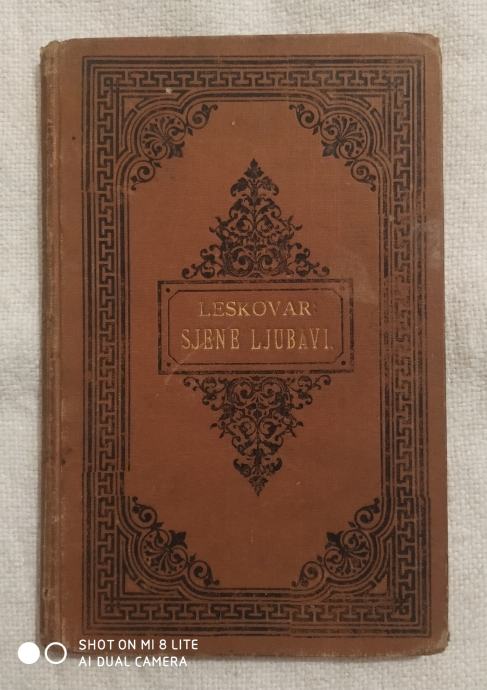 LESKOVAR
SJENE LJUBAVI.
SHOT ON MI 8 LITE
AI DUAL CAMERA